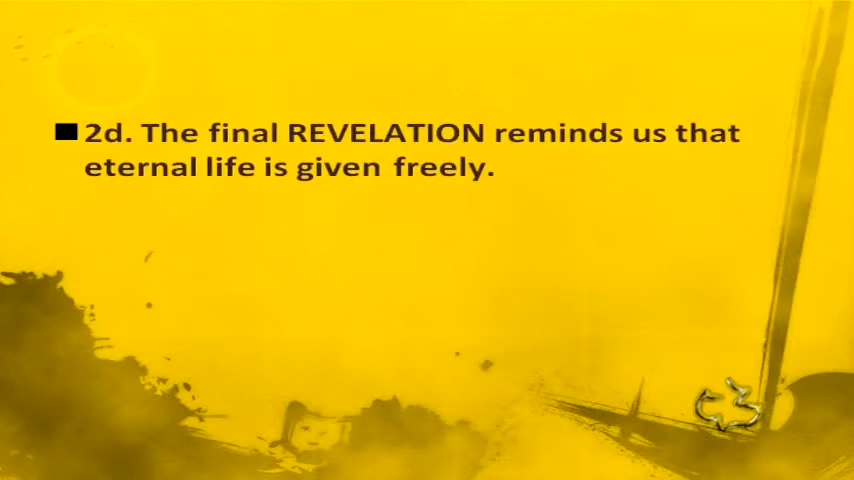 2d. The final REVELATION reminds us that
eternal life is given freely.